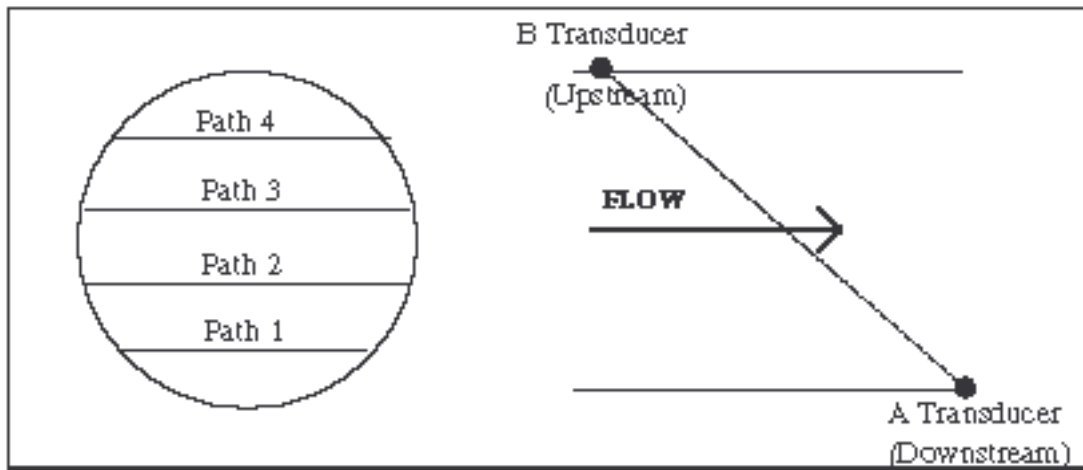 Path 4
Path 3
Path 2
Path 1
B Transducer
(Upstream)
FLOW
A Transducer
(Downstream)